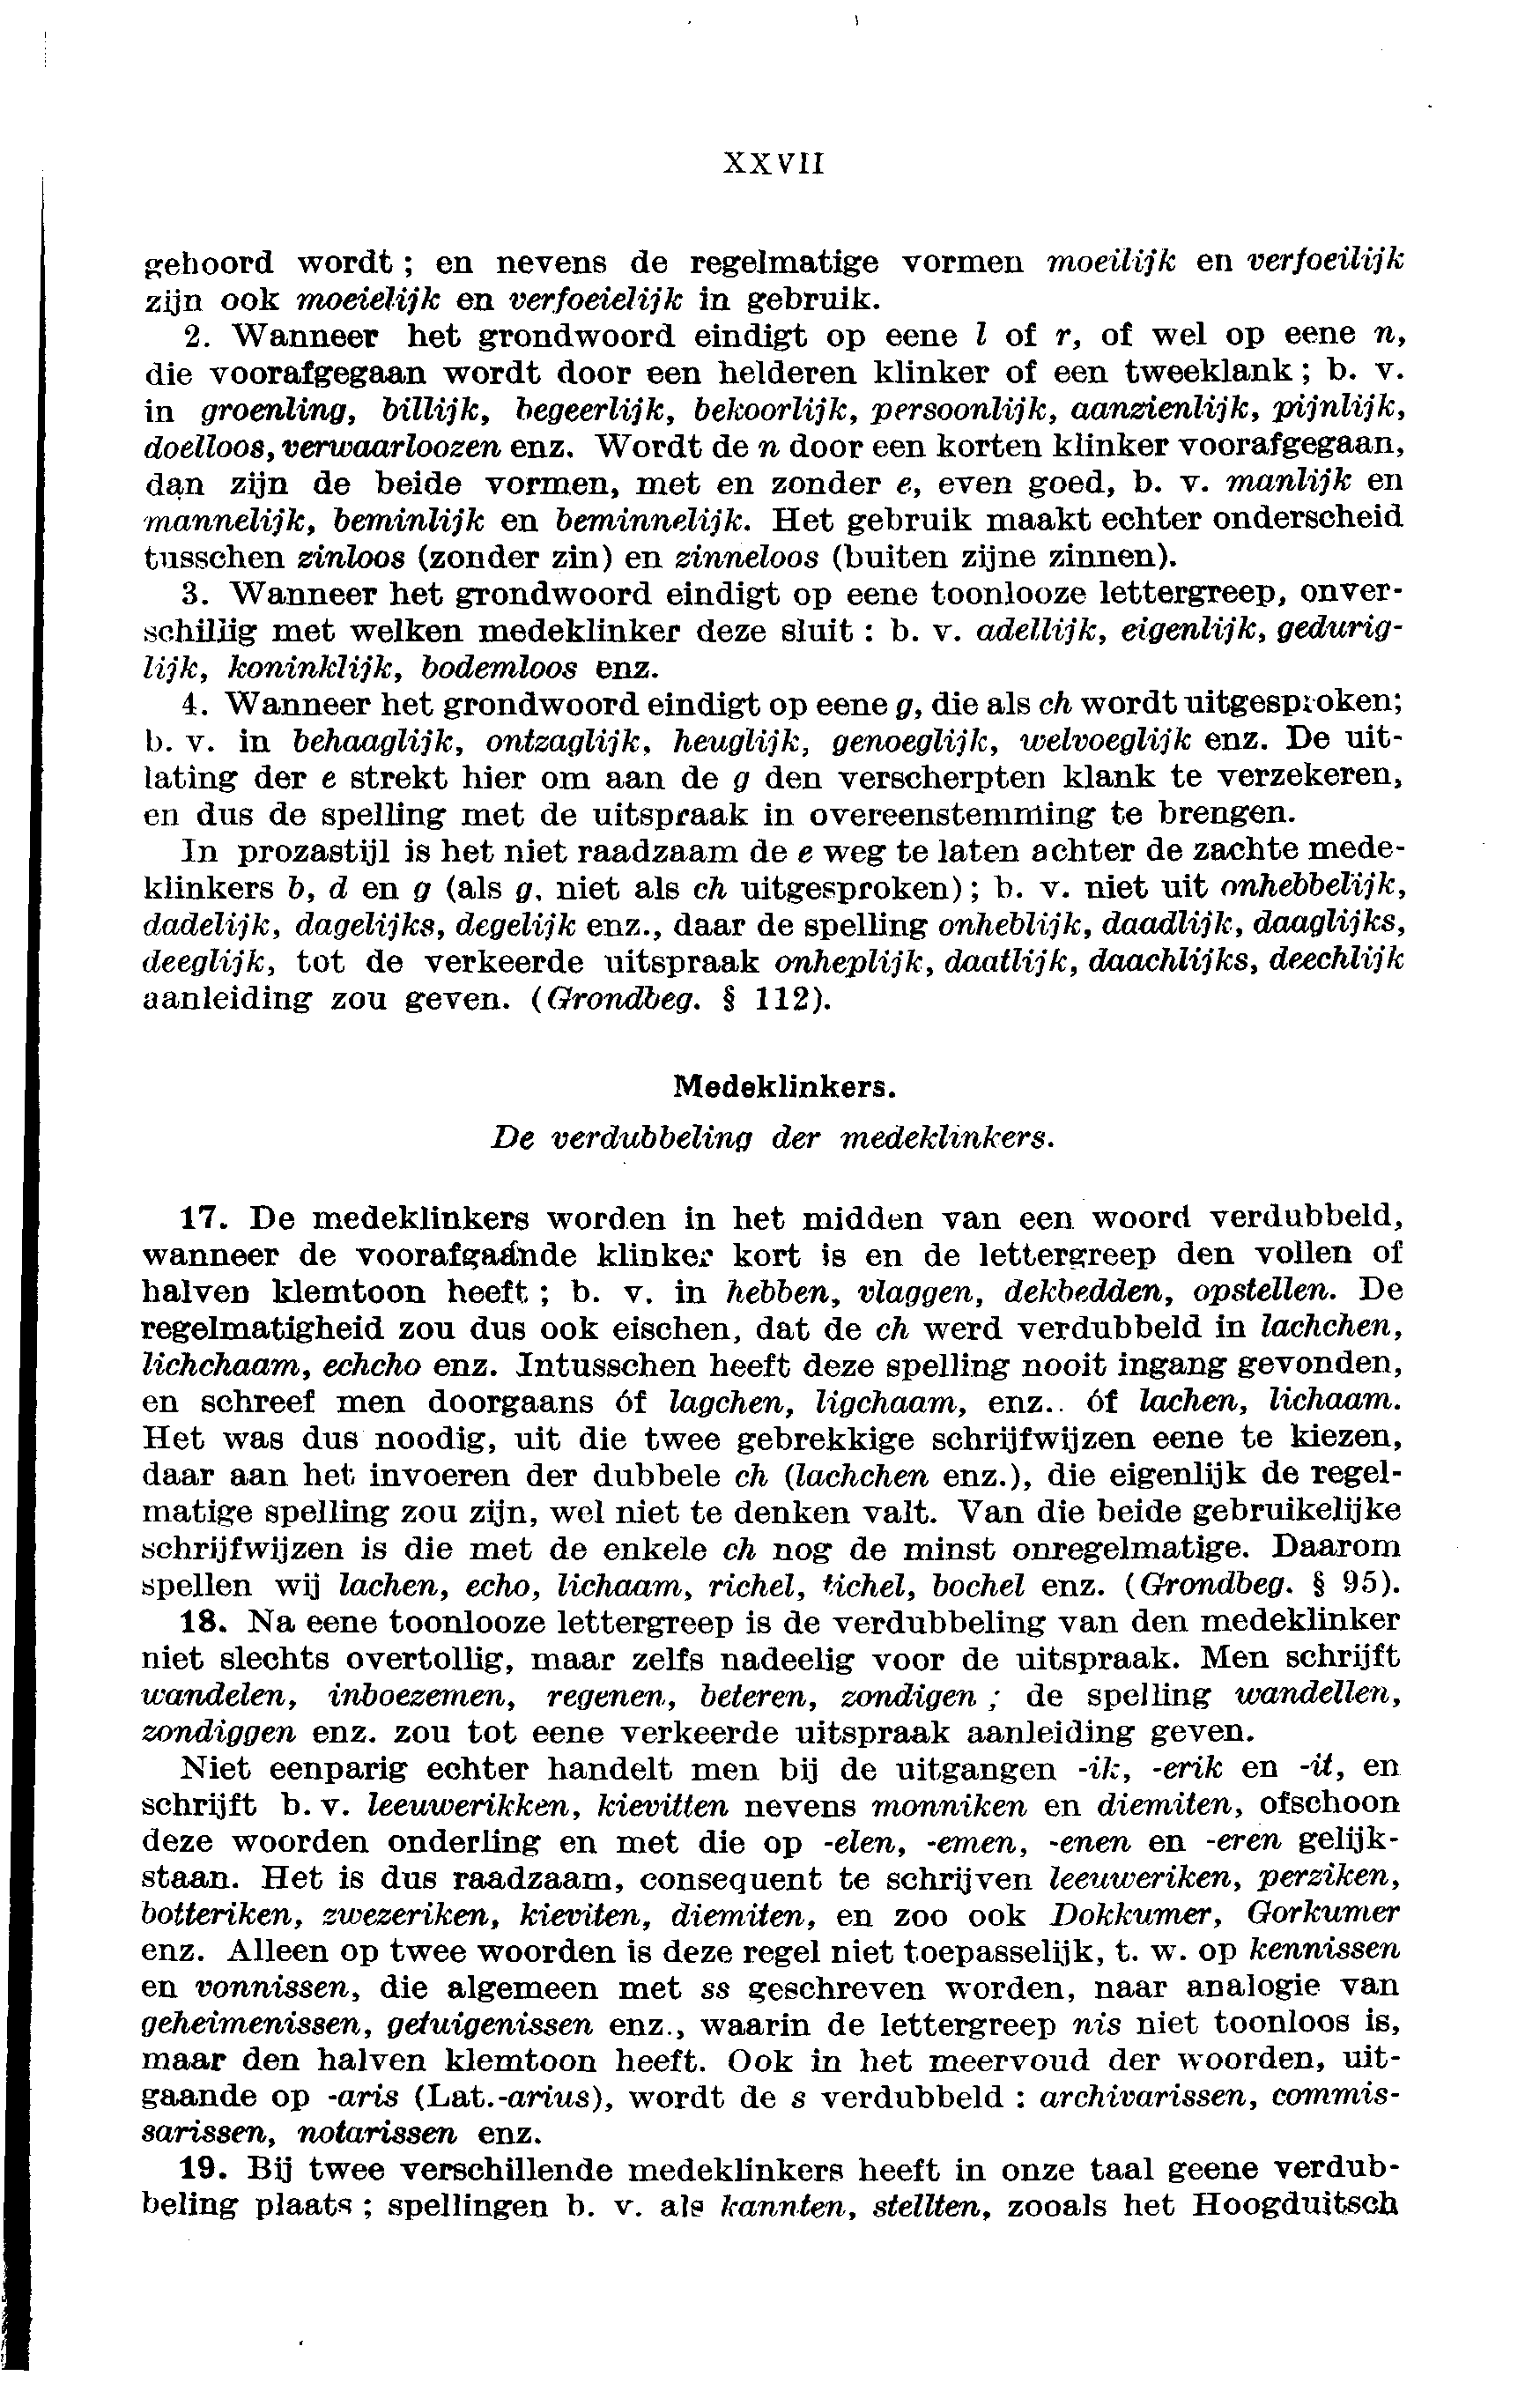 XXVII
gehoord wordt ; en nevens de regelmatige vormen moeilijk en verfoeilijk
zijn ook moeielijk en verfoeielijk in gebruik.
2. Wanneer het grondwoord eindigt op eene l of r, of wel op eene n,
die voorafgegaan wordt door een helderen klinker of een tweeklank ; b. v.
in groenling, billijk, begeerlijk, bekoorlijk, persoonlijk, aanzienlijk, pijnlijk,
doelloos, verwaarloozen enz. Wordt de n door een korten klinker voorafgegaan,
dan zijn de beide vormen, met en zonder e, even goed, b. v. manlijk en
mannelijk, beminlijk en beminnelijk. Het gebruik maakt echter onderscheid
tusschen zinloos (zonder zin) en zinneloos (buiten zijne zinnen).
3. Wanneer het grondwoord eindigt op eene toonlooze lettergreep, onver-
schillig met welken medeklinker deze sluit : b. v. adellijk, eigenlijk, gedurig-
lijk, koninklijk, bodemloos enz.
4. Wanneer het grondwoord eindigt op eene g, die als ch wordt uitgesproken;
b. v. in behaaglijk, ontzaglijk, heuglijk, genoeglijk, welvoeglijk enz. De uit-
lating der e strekt hier om aan de g den verscherpten klank te verzekeren,
en dus de spelling met de uitspraak in overeenstemming te brengen.
In prozastijl is het niet raadzaam de e weg te laten achter de zachte mede-
klinkers b, d en g (als g, niet als ch uitgesproken) ; b. v. niet uit onhebbelijk,
dadelijk, dagelijks, degelijk enz., daar de spelling onheblijk, daadlijk, daaglijks,
deeglijk, tot de verkeerde uitspraak onheplijk, daatlijk, daachlijks, deechlijk
aanleiding zou geven. (Grondbeg. § 112).
Medeklinkers.
De verdubbeling der medeklinkers.
17. De medeklinkers worden in het midden van een woord verdubbeld,
wanneer de voorafgaande klinker kort is en de lettergreep den vollen of
halven klemtoon heeft ; b. v. in hebben, vlaggen, dekbedden, opstellen. De
regelmatigheid zou dus ook eischen, dat de ch werd verdubbeld in lachchen,
lichchaam, echcho enz. Intusschen heeft deze spelling nooit ingang gevonden,
en schreef men doorgaans óf lagchen, ligchaam, enz.. óf lachen, lichaam.
Het was dus noodig, uit die twee gebrekkige schrijfwijzen eene te kiezen,
daar aan het invoeren der dubbele ch (lachchen enz.), die eigenlijk de regel-
matige spelling zou zijn, wel niet te denken valt. Van die beide gebruikelijke
schrijfwijzen is die met de enkele ch nog de minst onregelmatige. Daarom
spellen wij lachen, echo, lichaam, richel, tichel, bochel enz. (Grondbeg. § 95).
18. Na eene toonlooze lettergreep is de verdubbeling van den medeklinker
niet slechts overtollig, maar zelfs nadeelig voor de uitspraak. Men schrijft
wandelen, inboezemen, regenen, beteren, zondigen ; de spelling wandellen,
zondiggen enz. zou tot eene verkeerde uitspraak aanleiding geven.
Niet eenparig echter handelt men bij de uitgangen -ik, -erik en -it, en
schrijft b. v. leeuwerikken, kievitten nevens monniken en diemiten, ofschoon
deze woorden onderling en met die op -elen, -emen, -enen en -eren gelijk-
staan. Het is dus raadzaam, consequent te schrijven leeuweriken, perziken,
botteriken, zwezeriken, kieviten, diemiten, en zoo ook Dokkumer, Gorkumer
enz. Alleen op twee woorden is deze regel niet toepasselijk, t. w. op kennissen
en vonnissen, die algemeen met ss geschreven worden, naar analogie van
geheimenissen, getuigenissen enz., waarin de lettergreep nis niet toonloos is,
maar den halven klemtoon heeft. Ook in het meervoud der woorden, uit-
gaande op -aris (Lat.-arius), wordt de s verdubbeld : archivarissen, commis-
sarissen, notarissen enz.
19. Bij twee verschillende medeklinkers heeft in onze taal geene verdub-
beling plaats ; spellingen b. v. als kannten, stellten, zooals het Hoogduitsch